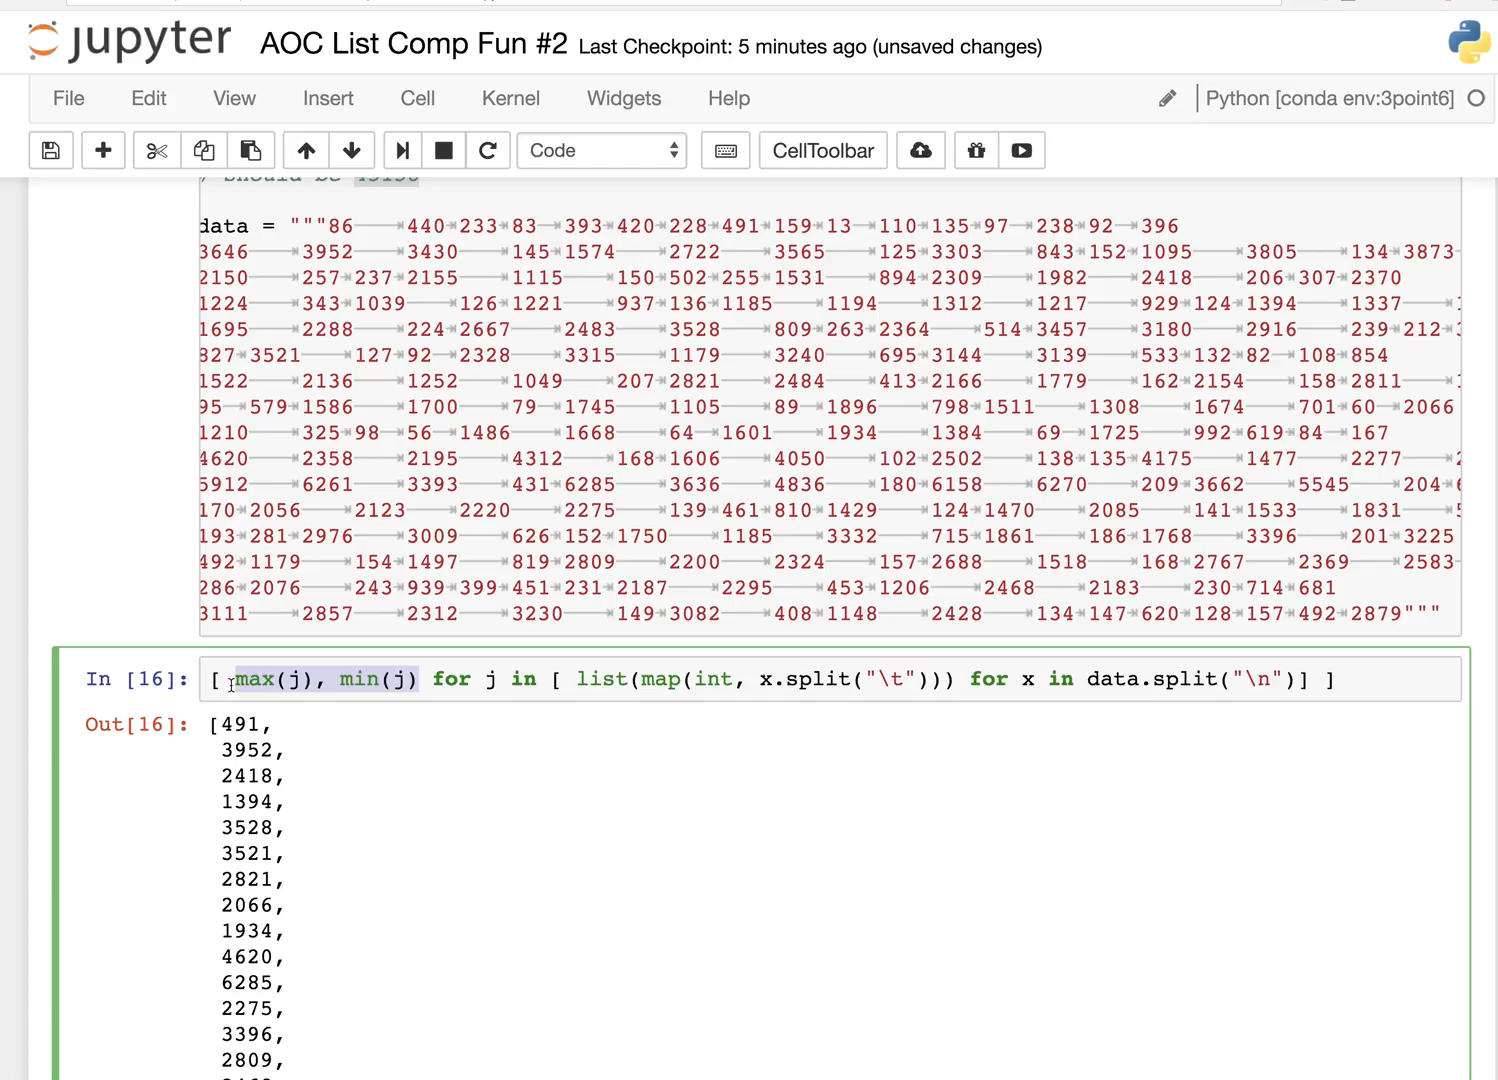 jupyter AOC List Comp Fun #2 Last Checkpoint: 5 minutes ago (unsaved changes)
File Edit View Insert Cell Kernel Widgets Help Python [conda env:3point6]
Code CellToolbar
data = """86 440 233 83 393 420 228 491 159 13 110 135 97 238 92 396
3646 3952 3430 145 1574 2722 3565 125 3303 843 152 1095 3805 134 3873
2150 257 237 2155 1115 150 502 255 1531 894 2309 1982 2418 206 307 2370
1224 343 1039 126 1221 937 136 1185 1194 1312 1217 929 124 1394 1337
1695 2288 224 2667 2483 3528 809 263 2364 514 3457 3180 2916 239 212
827 3521 127 92 2328 3315 1179 3240 695 3144 3139 533 132 82 108 854
1522 2136 1252 1049 207 2821 2484 413 2166 1779 162 2154 158 2811
95 579 1586 1700 79 1745 1105 89 1896 798 1511 1308 1674 701 60 2066
1210 325 98 56 1486 1668 64 1601 1934 1384 69 1725 992 619 84 167
4620 2358 2195 4312 168 1606 4050 102 2502 138 135 4175 1477 2277
5912 6261 3393 431 6285 3636 4836 180 6158 6270 209 3662 5545 204
170 2056 2123 2220 2275 139 461 810 1429 124 1470 2085 141 1533 1831
193 281 2976 3009 626 152 1750 1185 3332 715 1861 186 1768 3396 201 3225
492 1179 154 1497 819 2809 2200 2324 157 2688 1518 168 2767 2369 2583
286 2076 243 939 399 451 231 2187 2295 453 1206 2468 2183 230 714 681
3111 2857 2312 3230 149 3082 408 1148 2428 134 147 620 128 157 492 2879"""
In [16]: [ max(j), min(j) for j in [ list(map(int, x.split("\t"))) for x in data.split("\n")] ]
Out[16]: [491,
3952,
2418,
1394,
3528,
3521,
2821,
2066,
1934,
4620,
6285,
2275,
3396,
2809,